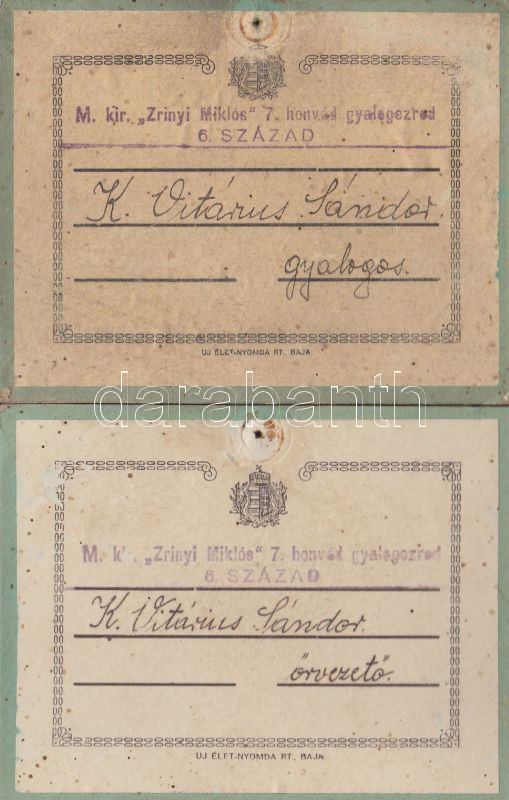 M. kir. „Zrinyi Miklós” 7. honvéd gyalogezred
6. SZÁZAD
K. Vitárius Sándor.
gyalogos.
UJ ÉLET-NYOMDA RT., BAJA
darabanth
M. kir. „Zrinyi Miklós” 7. honvéd gyalogezred
6. SZÁZAD
K. Vitárius Sándor.
őrvezető.
UJ ÉLET-NYOMDA RT., BAJA